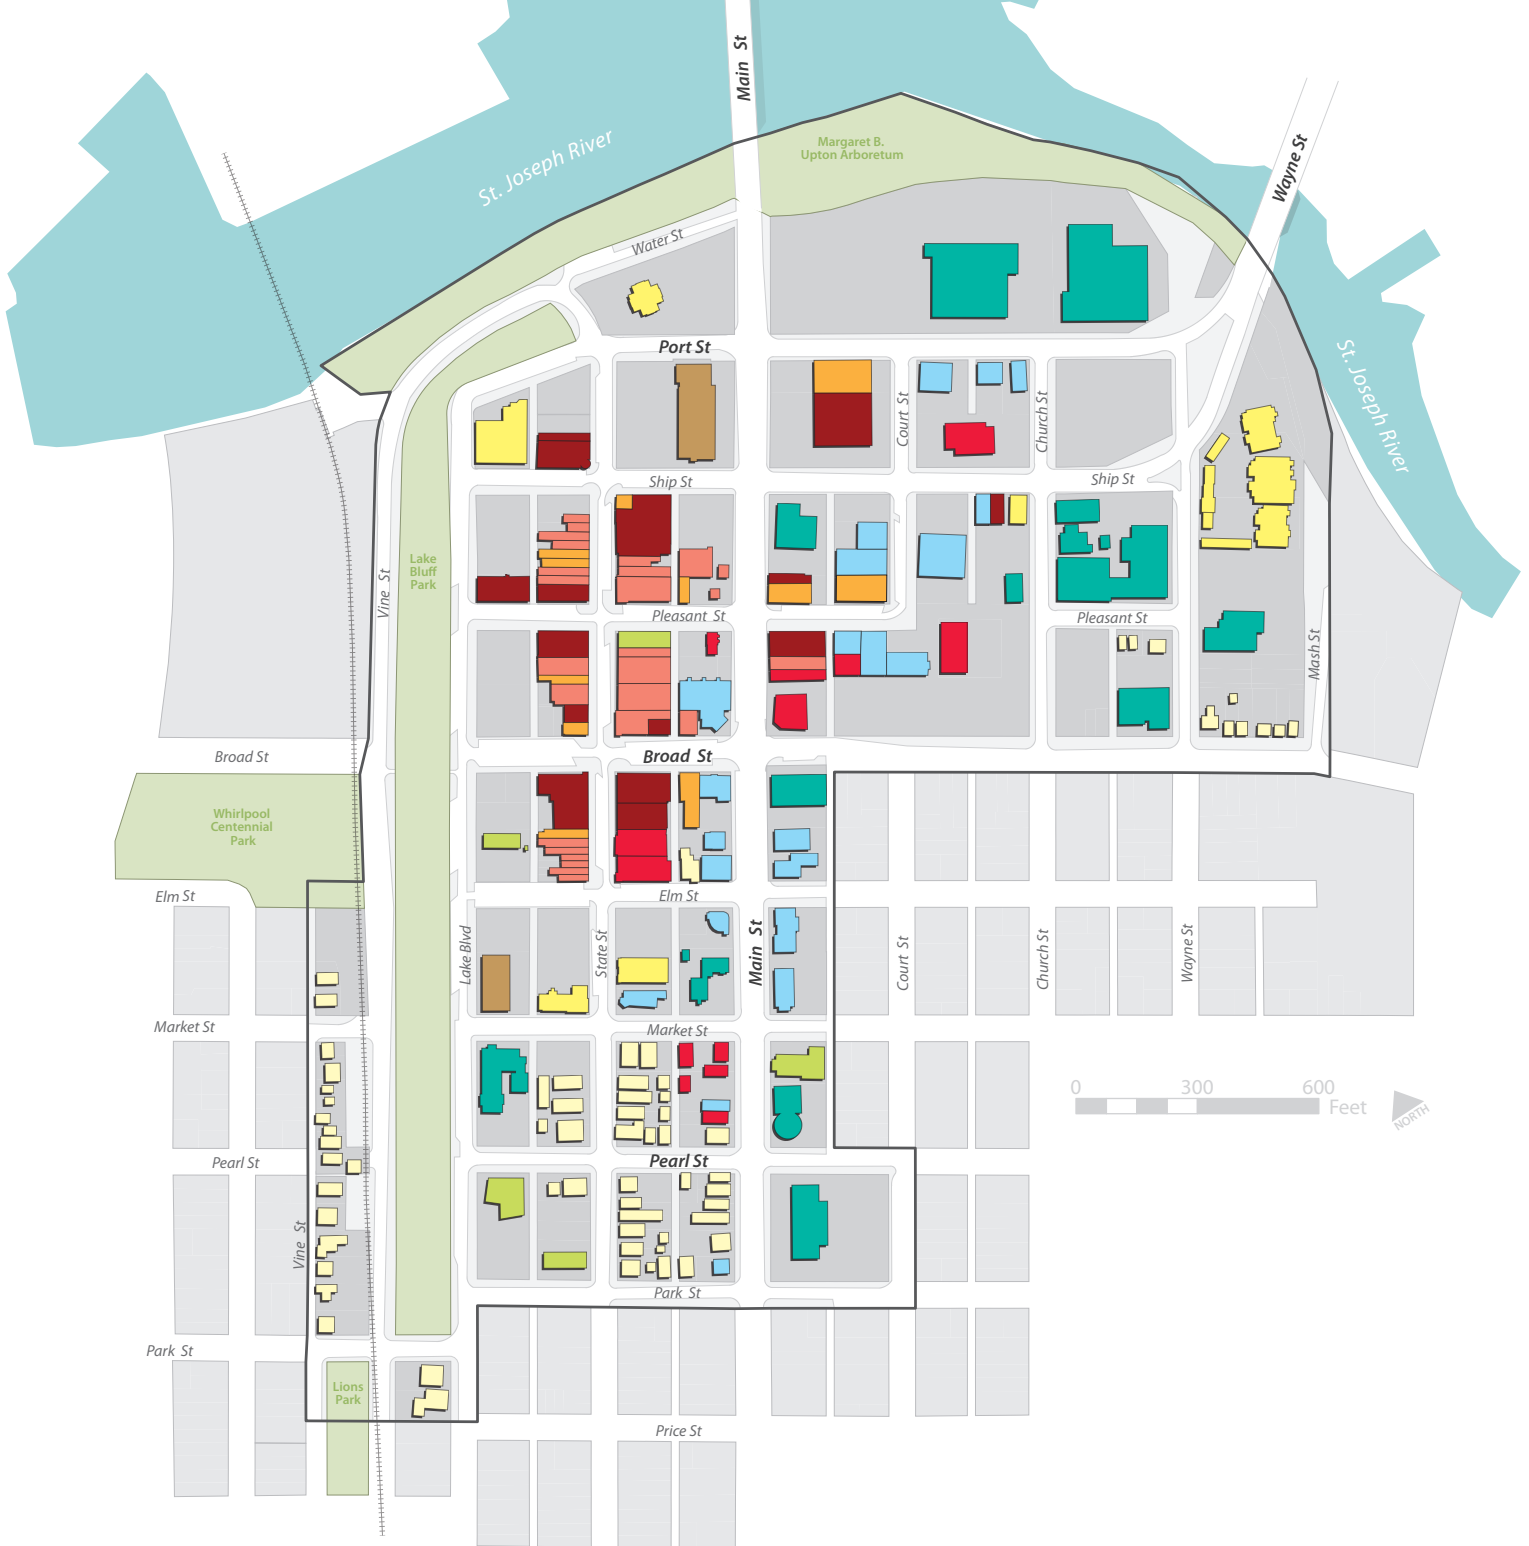 Main St
St. Joseph River
Margaret B.
Upton Arboretum
Wayne St
Water St
Port St
St. Joseph River
Court St
Church St
Ship St
Ship St
Lake
Bluff
Park
Vine St
Pleasant St
Pleasant St
Mash St
Broad St
Broad St
Whirlpool
Centennial
Park
Elm St
Elm St
Lake Blvd
State St
Main St
Court St
Church St
Wayne St
Market St
Market St
0 300 600
Feet
NORTH
Pearl St
Pearl St
Vine St
Park St
Park St
Lions
Park
Price St